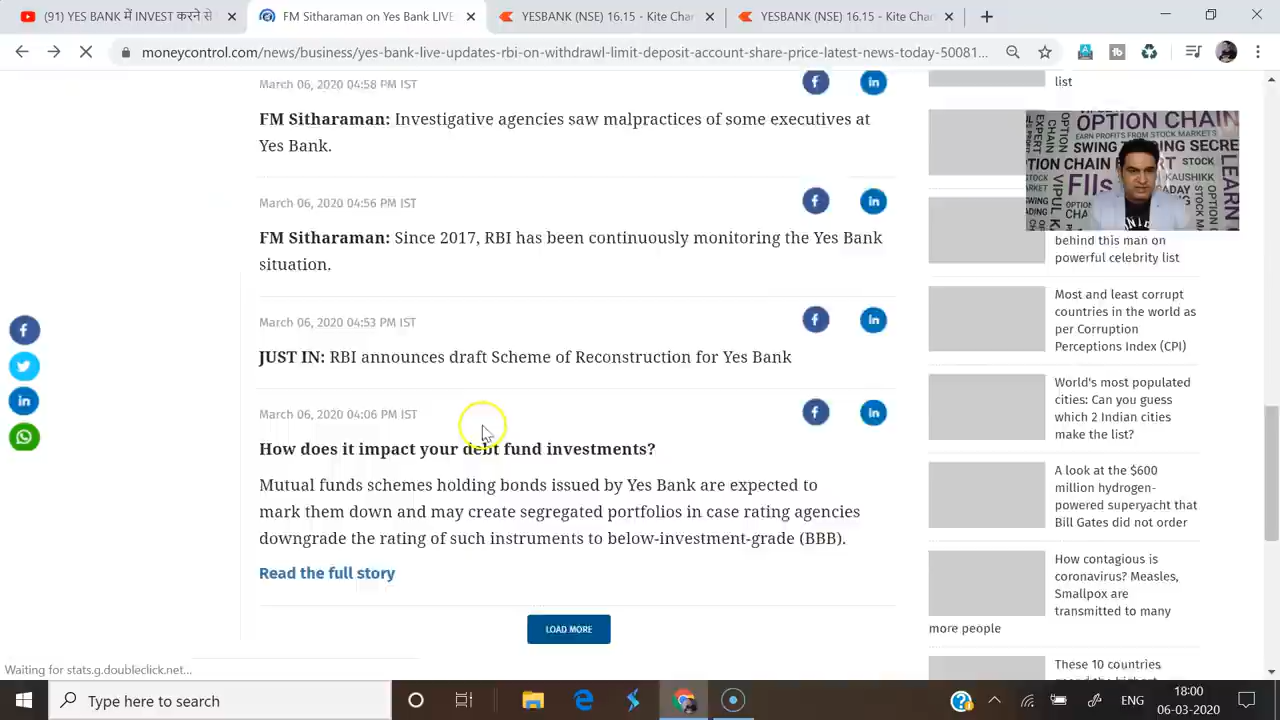 (91) YES BANK में INVEST करने से
FM Sitharaman on Yes Bank LIVE
YESBANK (NSE) 16.15 - Kite Char
YESBANK (NSE) 16.15 - Kite Char
moneycontrol.com/news/business/yes-bank-live-updates-rbi-on-withdrawl-limit-deposit-account-share-price-latest-news-today-50081...
March 06, 2020 04:58 PM IST
FM Sitharaman: Investigative agencies saw malpractices of some executives at
Yes Bank.
March 06, 2020 04:56 PM IST
FM Sitharaman: Since 2017, RBI has been continuously monitoring the Yes Bank
situation.
March 06, 2020 04:53 PM IST
JUST IN: RBI announces draft Scheme of Reconstruction for Yes Bank
March 06, 2020 04:06 PM IST
How does it impact your debt fund investments?
Mutual funds schemes holding bonds issued by Yes Bank are expected to
mark them down and may create segregated portfolios in case rating agencies
downgrade the rating of such instruments to below-investment-grade (BBB).
Read the full story
LOAD MORE
list
OPTION CHAIN
EARN PROFITS FROM STOCK MARKETS
EXPERT
OPTION CHAIN
STOCK
FIIs
VIPUL
KAUSHIKK
LEARN
behind this man on
powerful celebrity list
Most and least corrupt
countries in the world as
per Corruption
Perceptions Index (CPI)
World's most populated
cities: Can you guess
which 2 Indian cities
make the list?
A look at the $600
million hydrogen-
powered superyacht that
Bill Gates did not order
How contagious is
coronavirus? Measles,
Smallpox are
transmitted to many
more people
These 10 countries
Waiting for stats.g.doubleclick.net...
Type here to search
ENG
18:00
06-03-2020